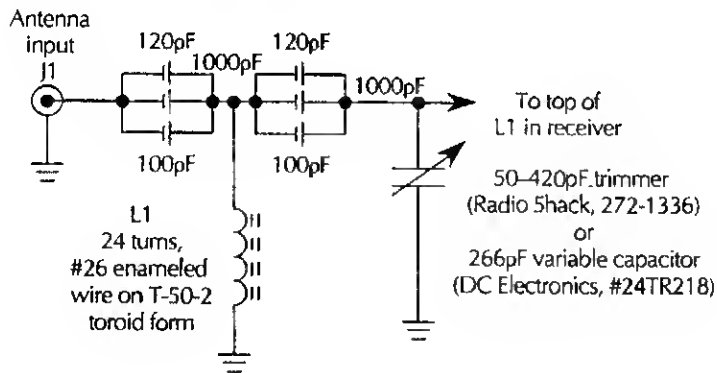 Antenna
input
J1
120pF
1000pF
100pF
120pF
1000pF
100pF
L1
24 turns,
#26 enameled
wire on T-50-2
toroid form
To top of
L1 in receiver
50–420pF trimmer
(Radio Shack, 272-1336)
or
266pF variable capacitor
(DC Electronics, #24TR218)